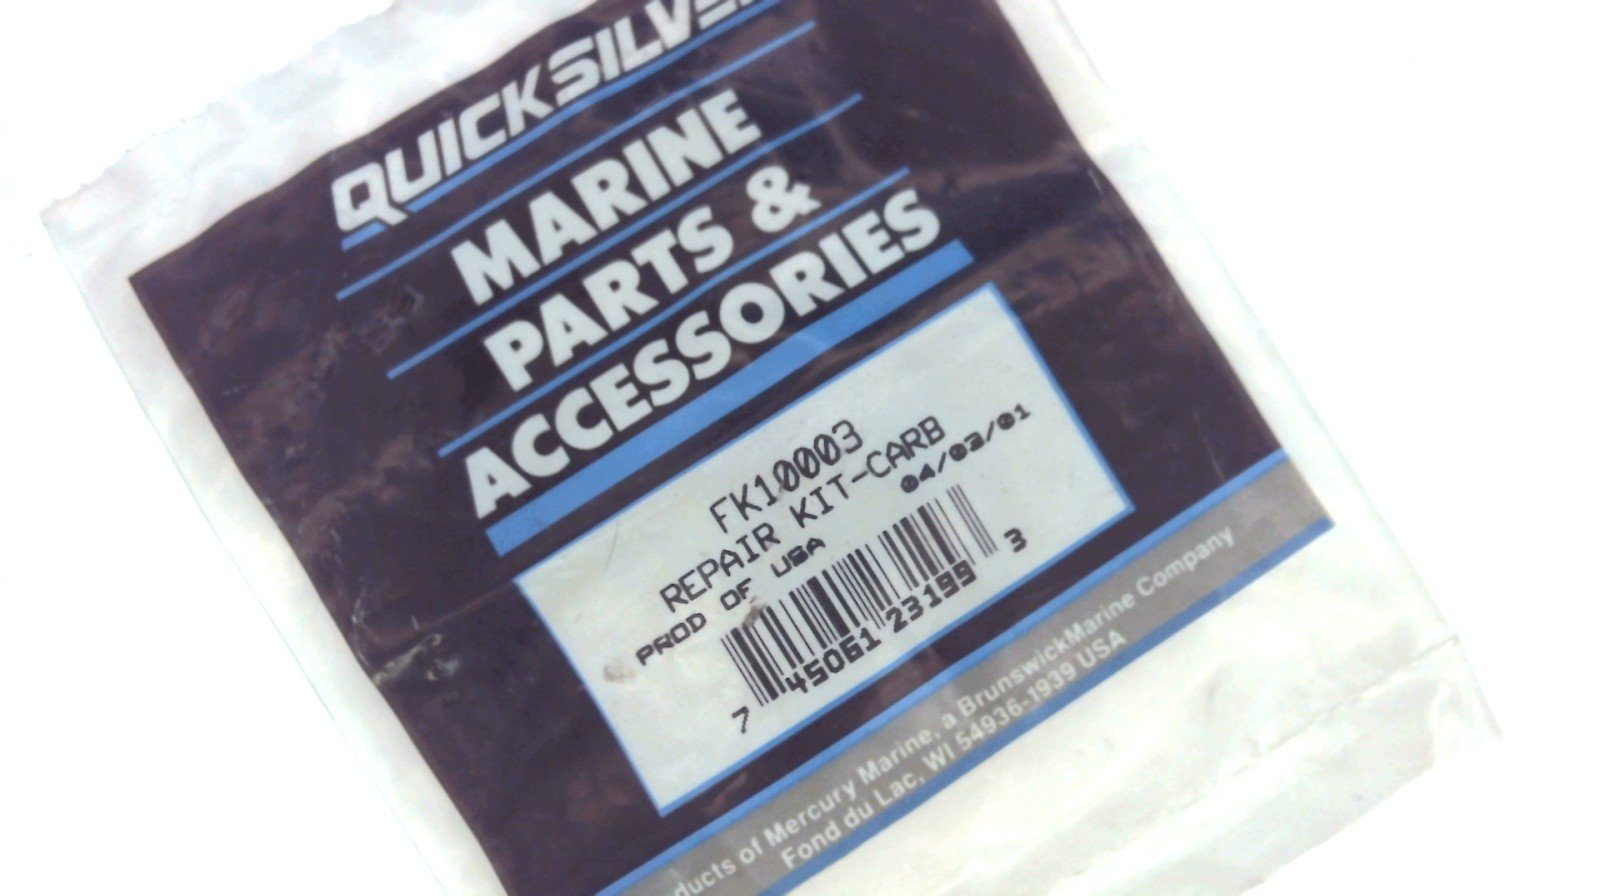 QUICKSILVER
MARINE
PARTS &
ACCESSORIES
FK10003
REPAIR KIT-CARB
04/03/01
PROD OF USA
7 45061 23199 3
ducts of Mercury Marine, a BrunswickMarine Company
Fond du Lac, WI 54936-1939 USA